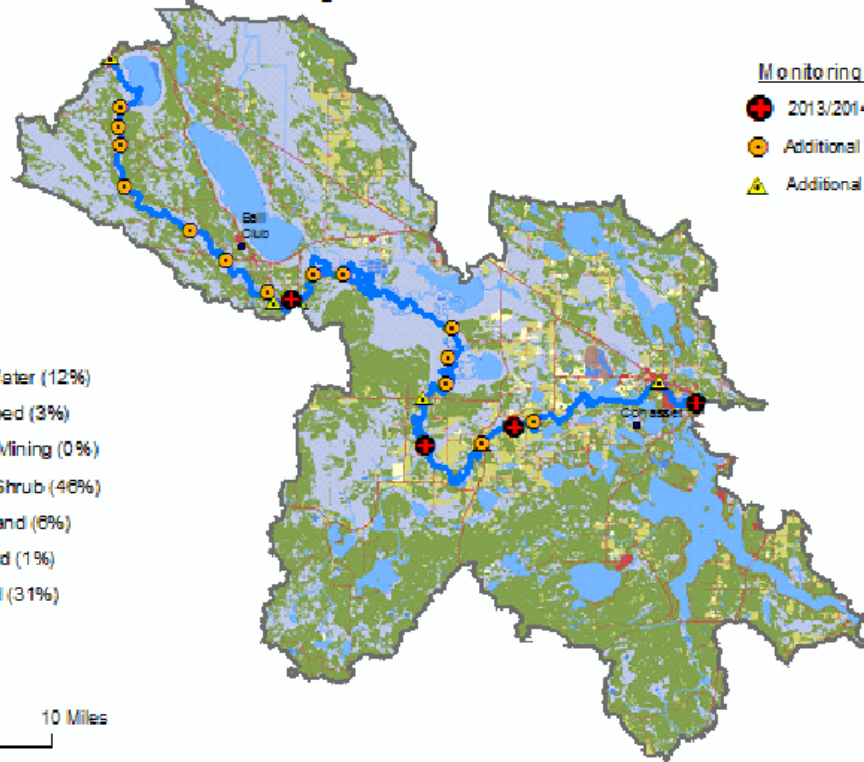 Monitoring
2013/2014
Additional
Additional
Ball
Club
Cohasset
ater (12%)
ped (3%)
Mining (0%)
Shrub (46%)
and (6%)
d (1%)
(31%)
10 Miles